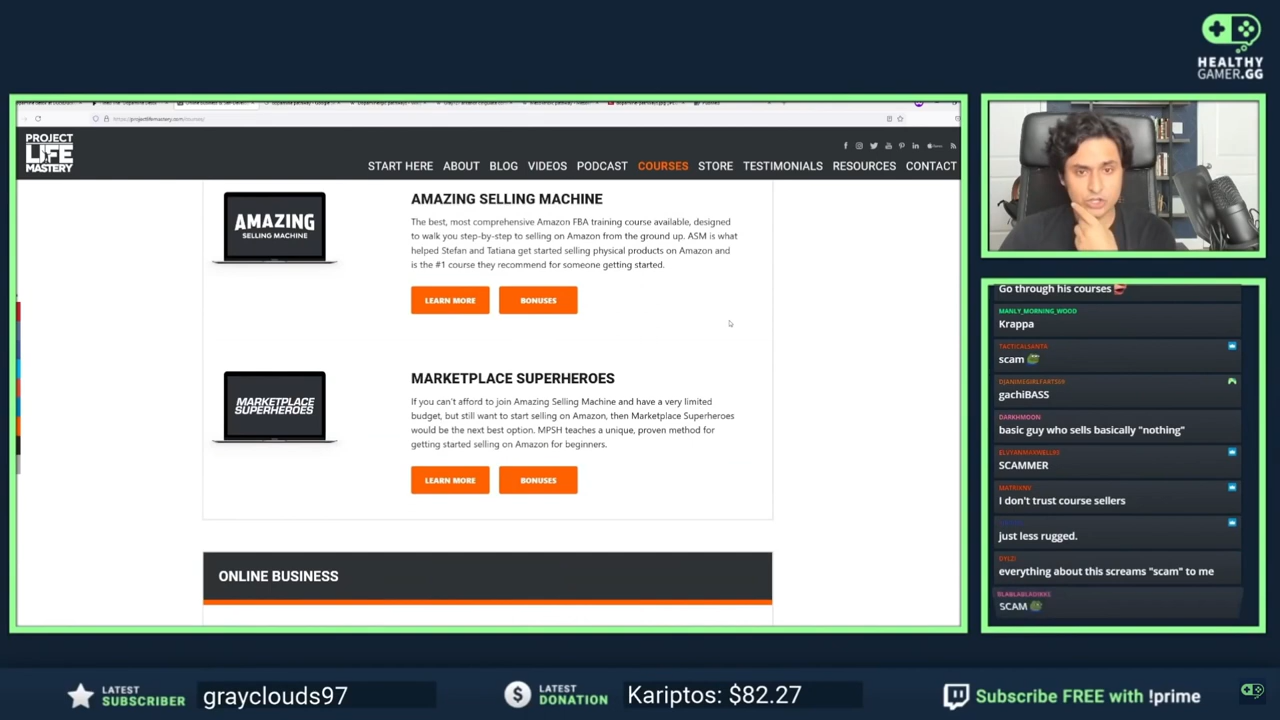 HEALTHY
GAMER.GG
https://projectlifemastery.com/courses/
PROJECT
LIFE
MASTERY
START HERE
ABOUT
BLOG
VIDEOS
PODCAST
COURSES
STORE
TESTIMONIALS
RESOURCES
CONTACT
AMAZING
SELLING MACHINE
AMAZING SELLING MACHINE
The best, most comprehensive Amazon FBA training course available, designed
to walk you step-by-step to selling on Amazon from the ground up. ASM is what
helped Stefan and Tatiana get started selling physical products on Amazon and
is the #1 course they recommend for someone getting started.
LEARN MORE
BONUSES
MARKETPLACE
SUPERHEROES
MARKETPLACE SUPERHEROES
If you can't afford to join Amazing Selling Machine and have a very limited
budget, but still want to start selling on Amazon, then Marketplace Superheroes
would be the next best option. MPSH teaches a unique, proven method for
getting started selling on Amazon for beginners.
LEARN MORE
BONUSES
ONLINE BUSINESS
Go through his courses
MANLY_MORNING_WOOD
Krappa
TACTICALSANTA
scam
gachiBASS
DARKHMOON
basic guy who sells basically "nothing"
SCAMMER
I don't trust course sellers
just less rugged.
everything about this screams "scam" to me
SCAM
LATEST
SUBSCRIBER
grayclouds97
LATEST
DONATION
Kariptos: $82.27
Subscribe FREE with !prime